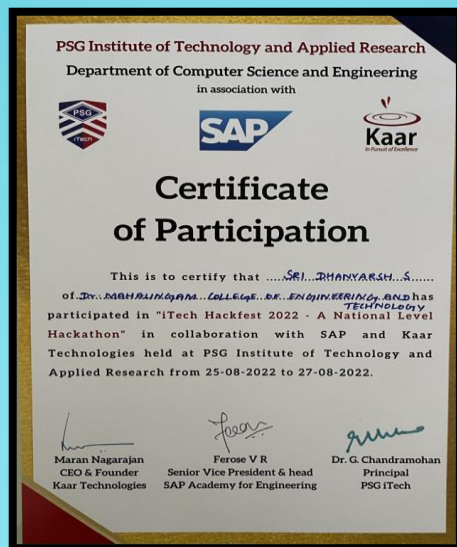 PSG Institute of Technology and Applied Research
Department of Computer Science and Engineering
in association with
PSG
iTech
SAP
Kaar
In Pursuit of Excellence
Certificate
of Participation
This is to certify that ....SRI DHANYARSH S......
of .Dr. MAHALINGAM..COLLEGE..OF..ENGINEERING..AND has
TECHNOLOGY
participated in "iTech Hackfest 2022 - A National Level
Hackathon" in collaboration with SAP and Kaar
Technologies held at PSG Institute of Technology and
Applied Research from 25-08-2022 to 27-08-2022.
Maran Nagarajan
CEO & Founder
Kaar Technologies
Ferose V R
Senior Vice President & head
SAP Academy for Engineering
Dr. G. Chandramohan
Principal
PSG iTech